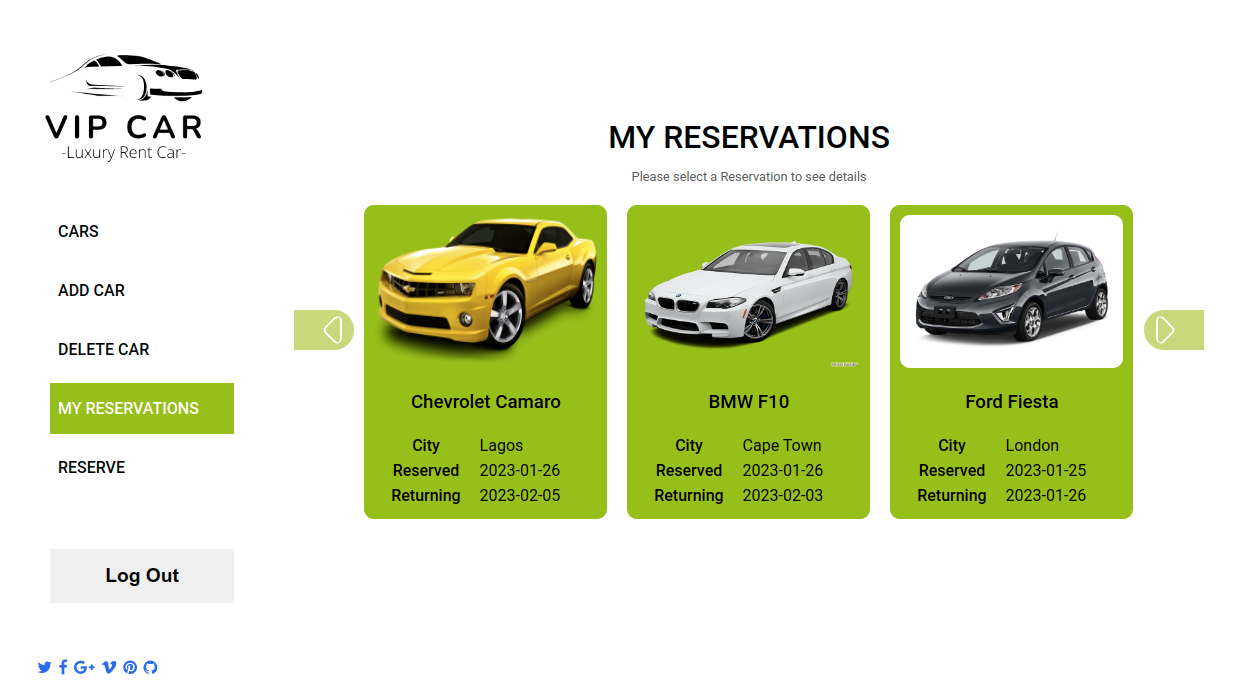 VIP CAR
-Luxury Rent Car-
CARS
ADD CAR
DELETE CAR
MY RESERVATIONS
RESERVE
Log Out
MY RESERVATIONS
Please select a Reservation to see details
Chevrolet Camaro
City Lagos
Reserved 2023-01-26
Returning 2023-02-05
BMW F10
City Cape Town
Reserved 2023-01-26
Returning 2023-02-03
Ford Fiesta
City London
Reserved 2023-01-25
Returning 2023-01-26